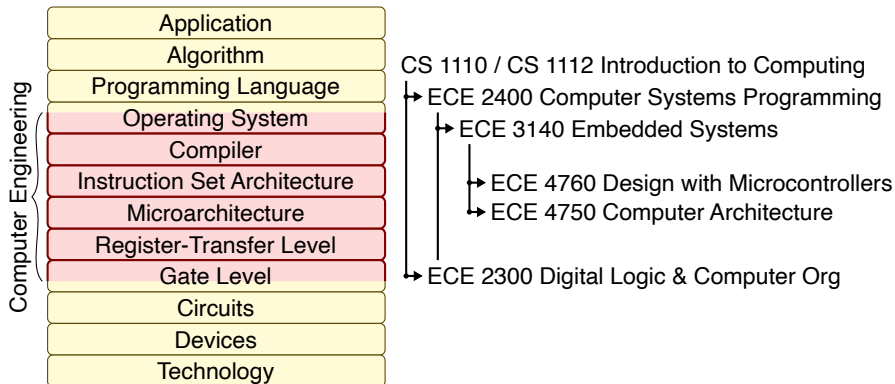 Computer Engineering
Application
Algorithm
Programming Language
Operating System
Compiler
Instruction Set Architecture
Microarchitecture
Register-Transfer Level
Gate Level
Circuits
Devices
Technology
CS 1110 / CS 1112 Introduction to Computing
ECE 2400 Computer Systems Programming
ECE 3140 Embedded Systems
ECE 4760 Design with Microcontrollers
ECE 4750 Computer Architecture
ECE 2300 Digital Logic & Computer Org